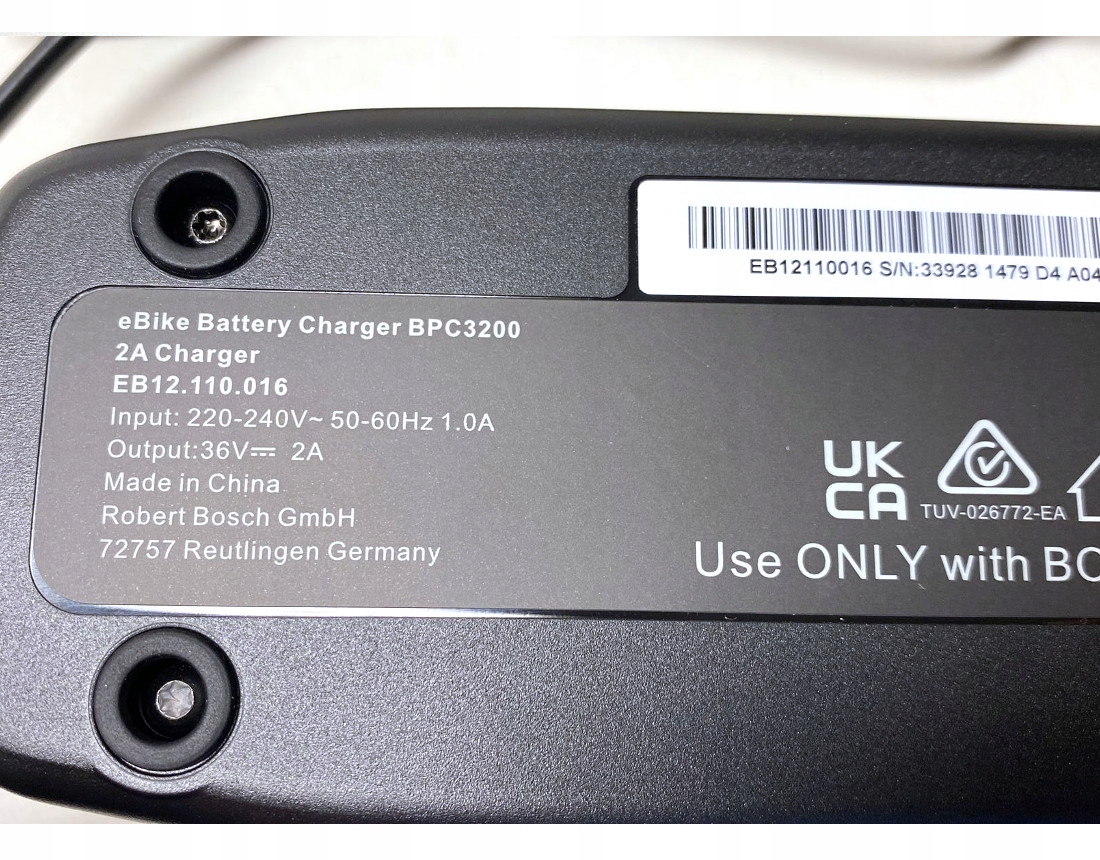 EB12110016 S/N:33928 1479 D4 A04
eBike Battery Charger BPC3200
2A Charger
EB12.110.016
Input: 220-240V~ 50-60Hz 1.0A
Output:36V⎓ 2A
Made in China
Robert Bosch GmbH
72757 Reutlingen Germany
UK
CA
TUV-026772-EA
Use ONLY with